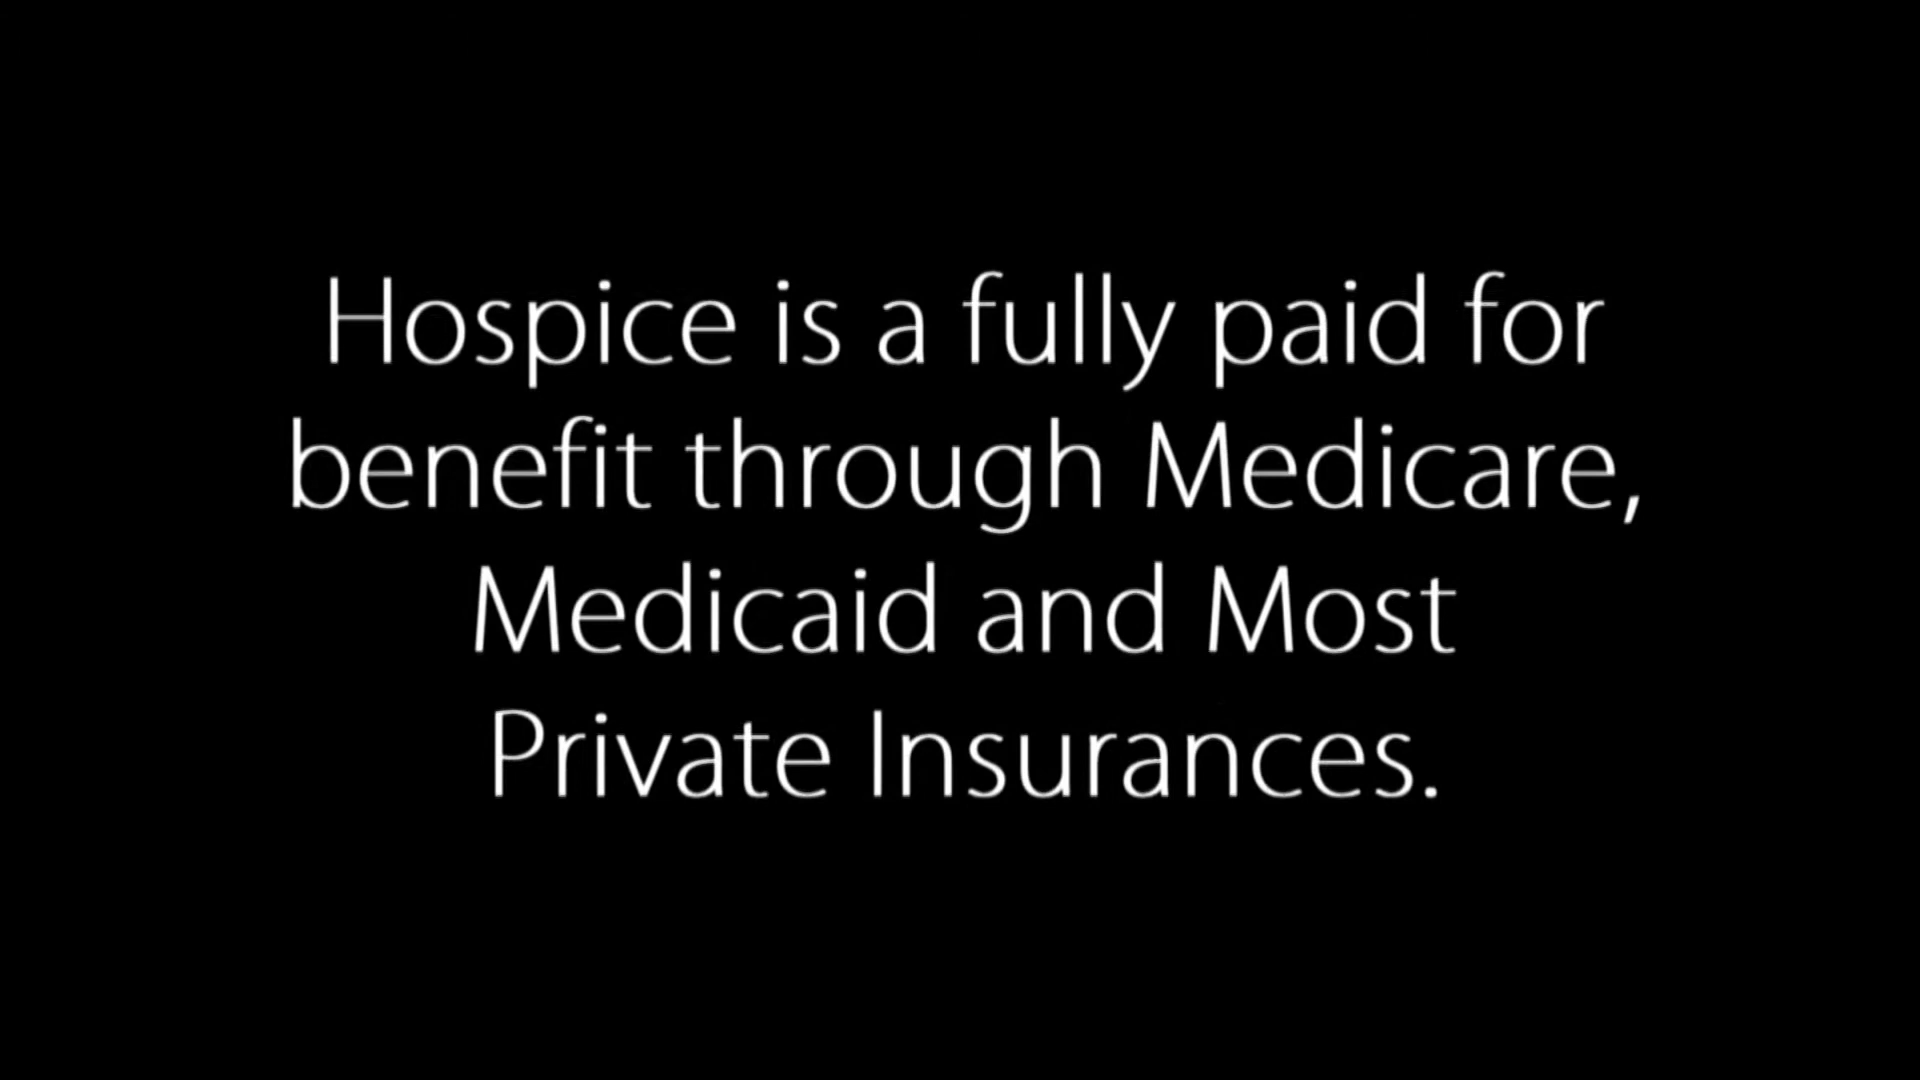 Hospice is a fully paid for
benefit through Medicare,
Medicaid and Most
Private Insurances.